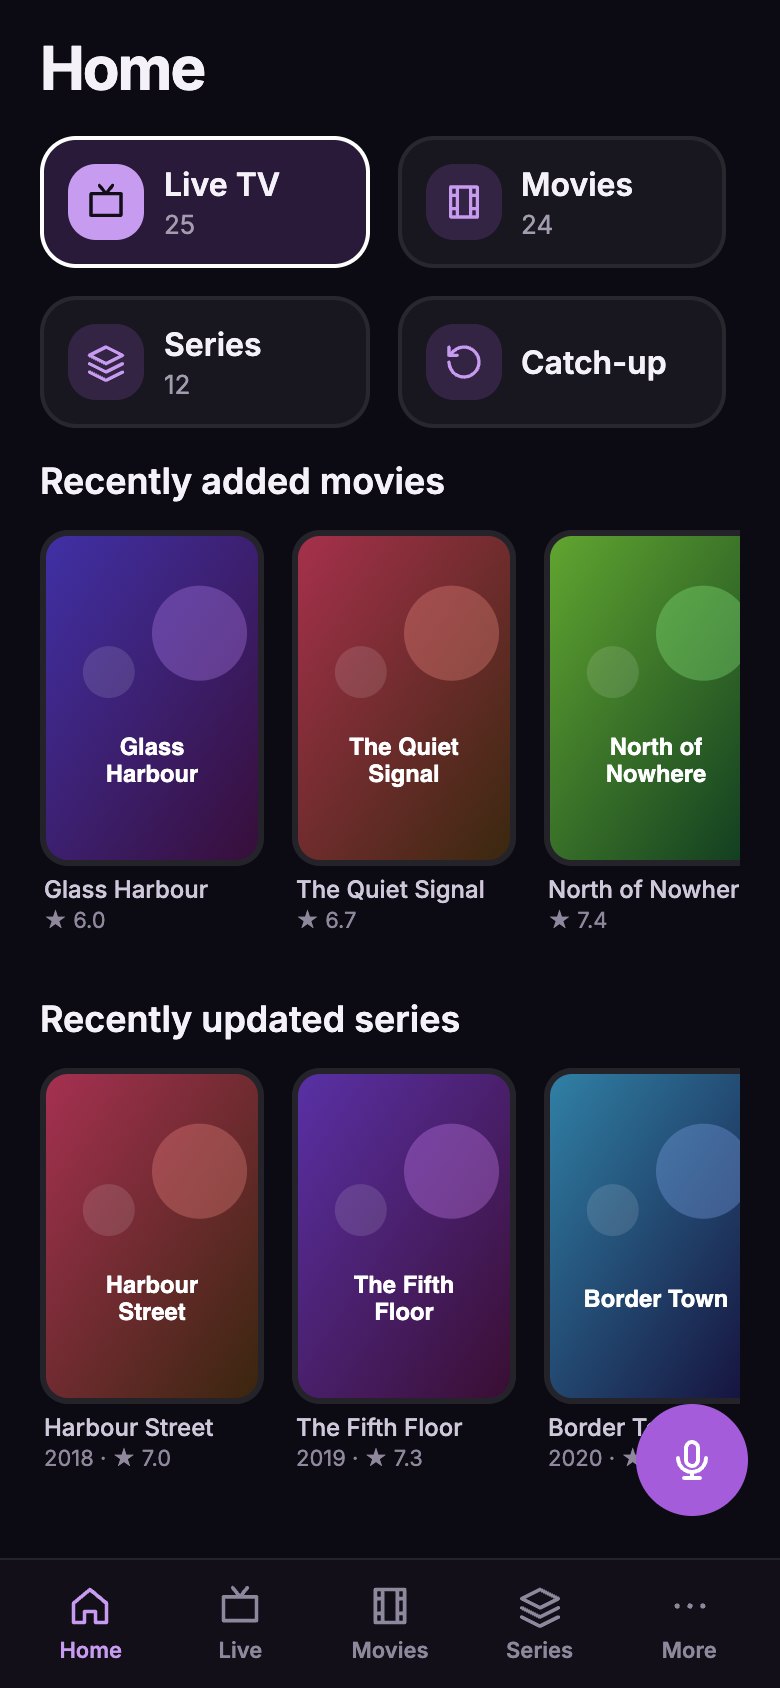 Home
Live TV
25
Movies
24
Series
12
Catch-up
Recently added movies
Glass
Harbour
The Quiet
Signal
North of
Nowhere
Glass Harbour
The Quiet Signal
North of Nowher
★ 6.0
★ 6.7
★ 7.4
Recently updated series
Harbour
Street
The Fifth
Floor
Border Town
Harbour Street
The Fifth Floor
Border T
2018 · ★ 7.0
2019 · ★ 7.3
2020 · ★
Home
Live
Movies
Series
More